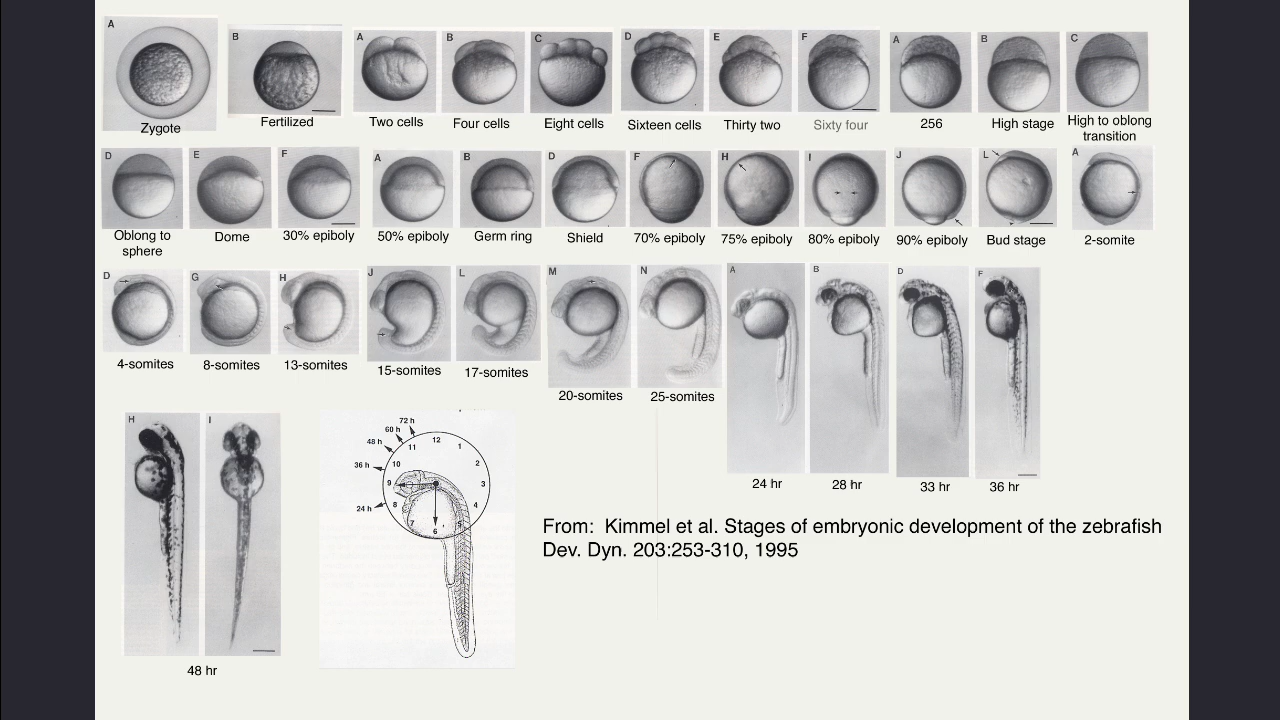 A
B
A
B
C
D
E
F
A
B
C
Zygote
Fertilized
Two cells
Four cells
Eight cells
Sixteen cells
Thirty two
Sixty four
256
High stage
High to oblong
transition
D
E
F
A
B
D
F
H
I
J
L
A
Oblong to
sphere
Dome
30% epiboly
50% epiboly
Germ ring
Shield
70% epiboly
75% epiboly
80% epiboly
90% epiboly
Bud stage
2-somite
D
G
H
J
L
M
N
A
B
D
F
4-somites
8-somites
13-somites
15-somites
17-somites
20-somites
25-somites
24 hr
28 hr
33 hr
36 hr
H
I
48 hr
72 h
60 h
48 h
36 h
24 h
12
1
2
3
4
5
6
7
8
9
10
11
From: Kimmel et al. Stages of embryonic development of the zebrafish
Dev. Dyn. 203:253-310, 1995